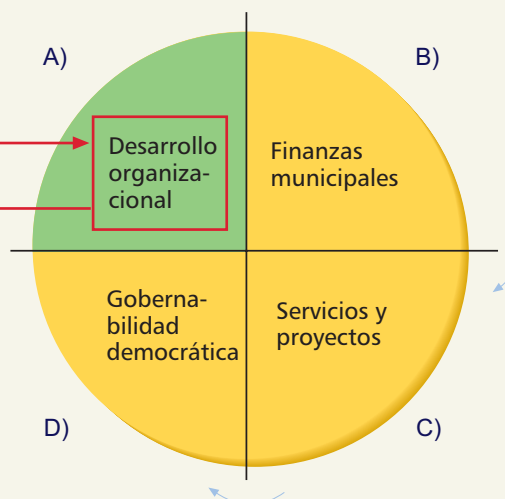 A)
B)
Desarrollo
organiza-
cional
Finanzas
municipales
Goberna-
bilidad
democrática
Servicios y
proyectos
D)
C)